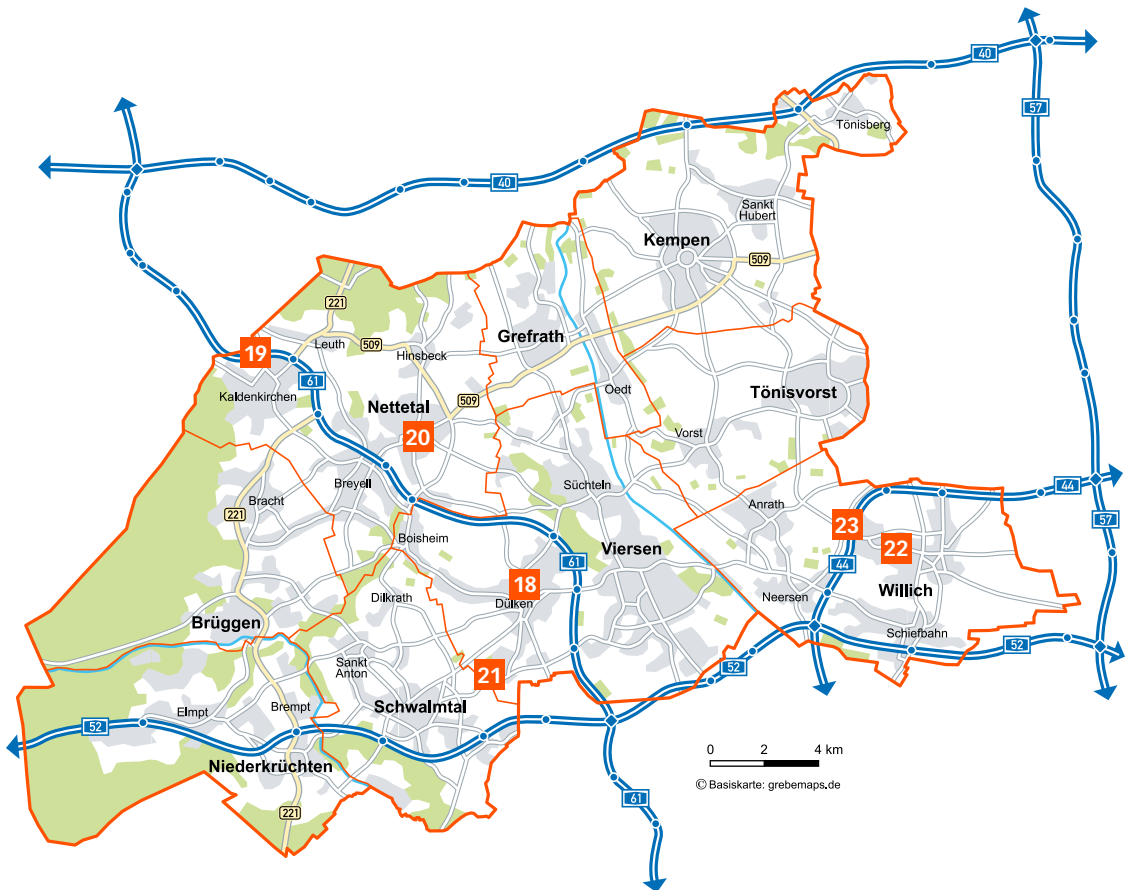 40
57
Tönisberg
40
Sankt
Hubert
Kempen
509
221
Leuth
509
Hinsbeck
Grefrath
19
61
Kaldenkirchen
Nettetal
509
Oedt
Tönisvorst
20
Vorst
Breyell
Süchteln
44
Bracht
221
Anrath
57
Boisheim
Viersen
23
22
61
44
18
Dülken
Dilkrath
Neersen
Willich
Brüggen
Schiefbahn
52
Sankt
Anton
21
52
Elmpt
Brempt
Schwalmtal
52
Niederkrüchten
0 2 4 km
© Basiskarte: grebemaps.de
61
221